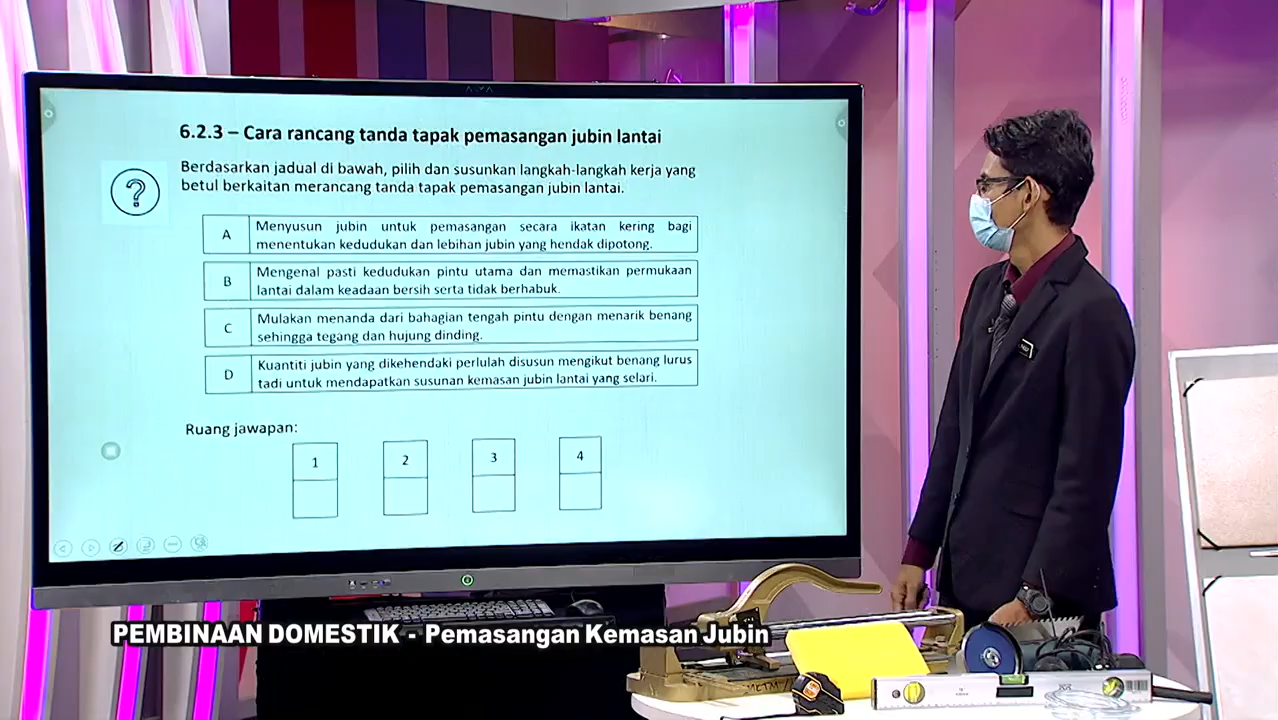 6.2.3 – Cara rancang tanda tapak pemasangan jubin lantai
?
Berdasarkan jadual di bawah, pilih dan susunkan langkah-langkah kerja yang
betul berkaitan merancang tanda tapak pemasangan jubin lantai.
A
Menyusun jubin untuk pemasangan secara ikatan kering bagi
menentukan kedudukan dan lebihan jubin yang hendak dipotong.
B
Mengenal pasti kedudukan pintu utama dan memastikan permukaan
lantai dalam keadaan bersih serta tidak berhabuk.
C
Mulakan menanda dari bahagian tengah pintu dengan menarik benang
sehingga tegang dan hujung dinding.
D
Kuantiti jubin yang dikehendaki perlulah disusun mengikut benang lurus
tadi untuk mendapatkan susunan kemasan jubin lantai yang selari.
Ruang jawapan:
1 2 3 4
PEMBINAAN DOMESTIK - Pemasangan Kemasan Jubin